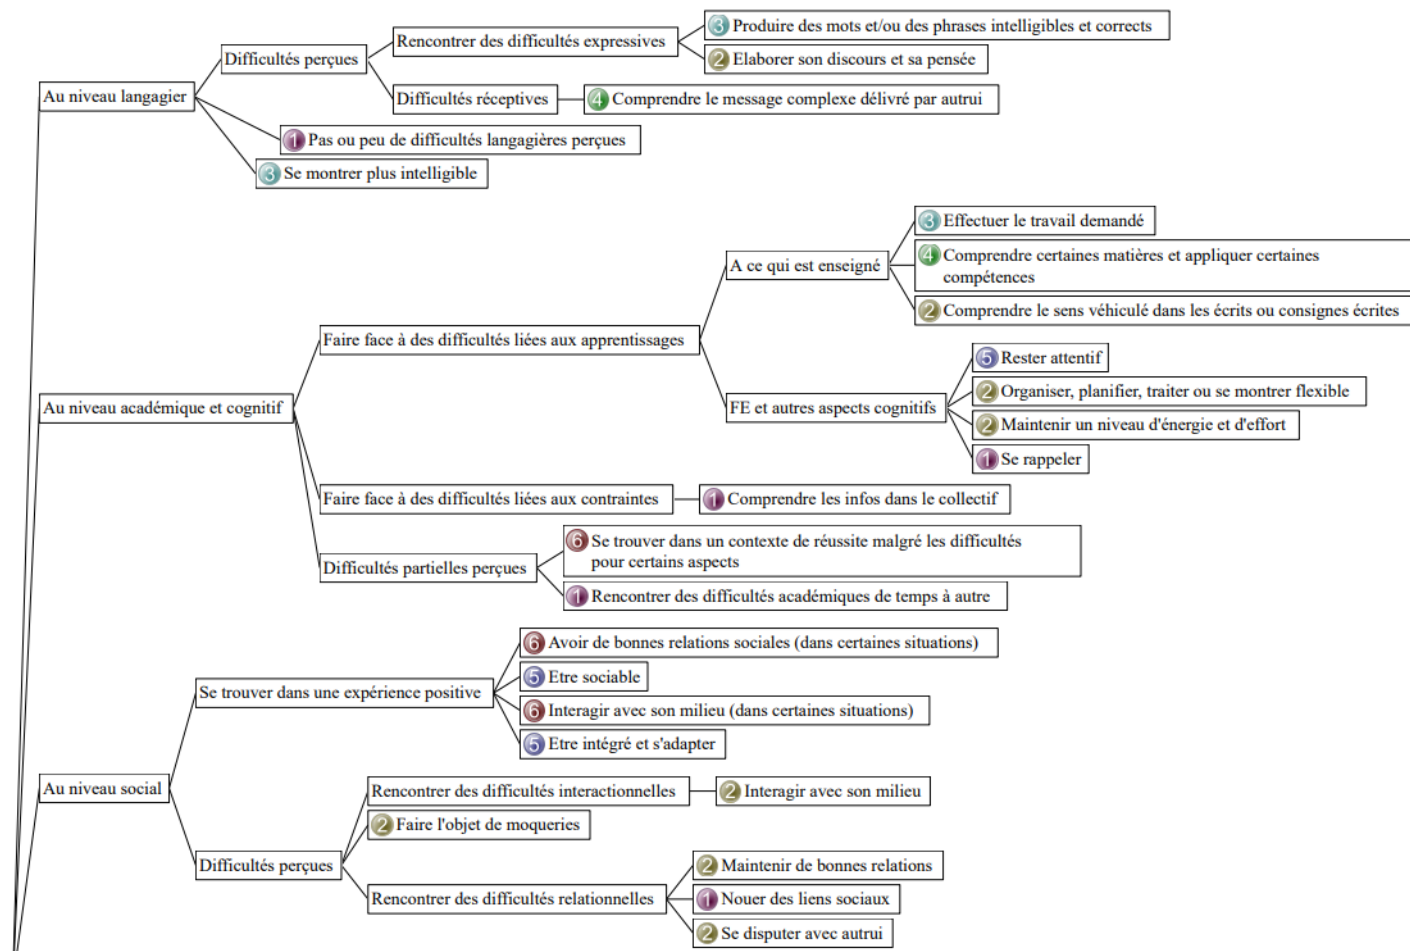 Au niveau langagier
Difficultés perçues
Rencontrer des difficultés expressives
3 Produire des mots et/ou des phrases intelligibles et corrects
2 Elaborer son discours et sa pensée
Difficultés réceptives
4 Comprendre le message complexe délivré par autrui
1 Pas ou peu de difficultés langagières perçues
3 Se montrer plus intelligible
Au niveau académique et cognitif
Faire face à des difficultés liées aux apprentissages
A ce qui est enseigné
3 Effectuer le travail demandé
4 Comprendre certaines matières et appliquer certaines
compétences
2 Comprendre le sens véhiculé dans les écrits ou consignes écrites
FE et autres aspects cognitifs
5 Rester attentif
2 Organiser, planifier, traiter ou se montrer flexible
2 Maintenir un niveau d'énergie et d'effort
1 Se rappeler
Faire face à des difficultés liées aux contraintes
1 Comprendre les infos dans le collectif
Difficultés partielles perçues
6 Se trouver dans un contexte de réussite malgré les difficultés
pour certains aspects
1 Rencontrer des difficultés académiques de temps à autre
Au niveau social
Se trouver dans une expérience positive
6 Avoir de bonnes relations sociales (dans certaines situations)
5 Etre sociable
6 Interagir avec son milieu (dans certaines situations)
5 Etre intégré et s'adapter
Difficultés perçues
Rencontrer des difficultés interactionnelles
2 Interagir avec son milieu
2 Faire l'objet de moqueries
Rencontrer des difficultés relationnelles
2 Maintenir de bonnes relations
1 Nouer des liens sociaux
2 Se disputer avec autrui